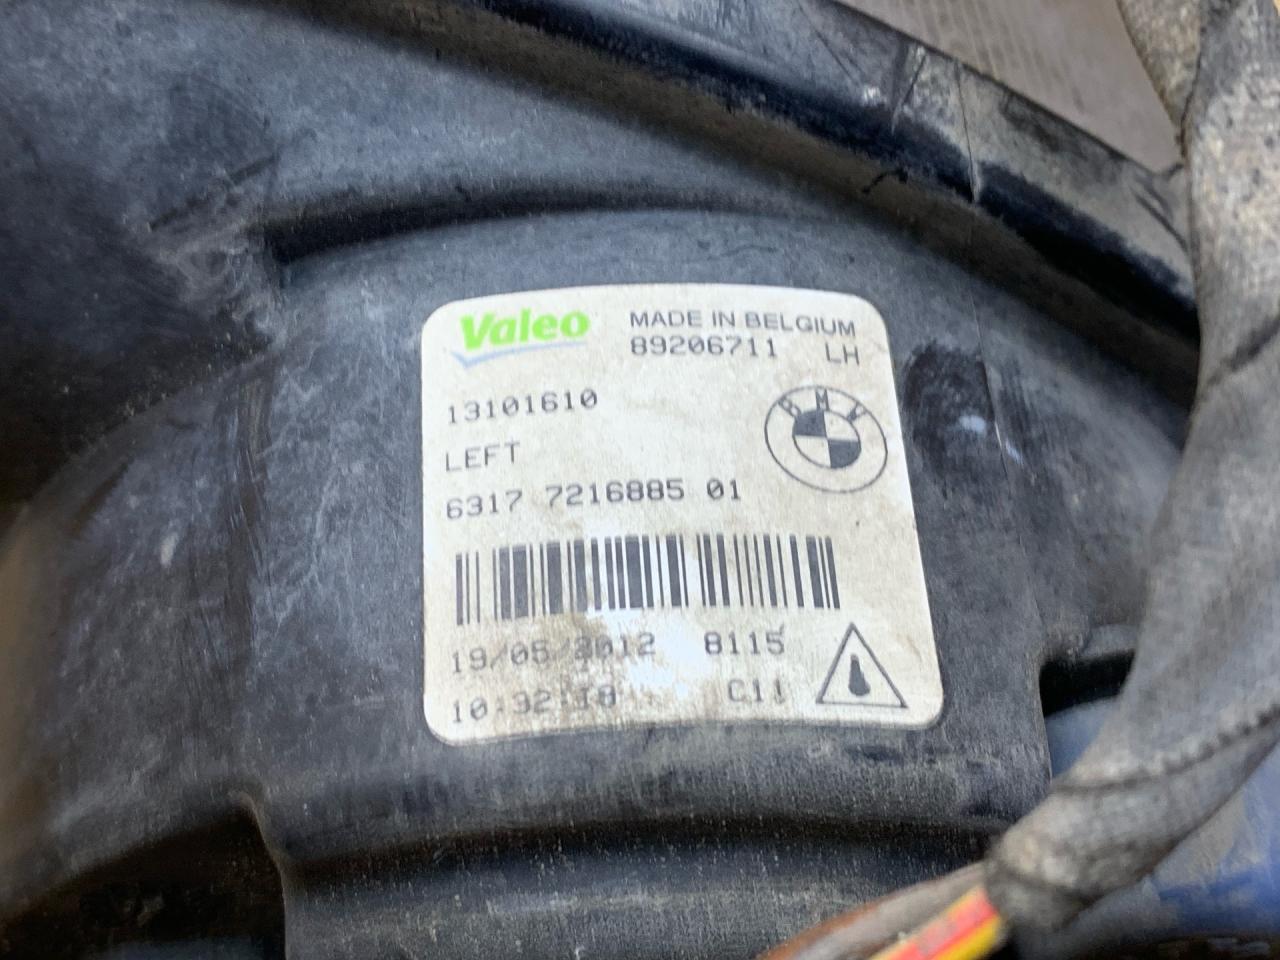 Valeo
MADE IN BELGIUM
89206711 LH
13101610
BMW
LEFT
6317 7216885 01
19/05/2012 8115
10:32:18 C11